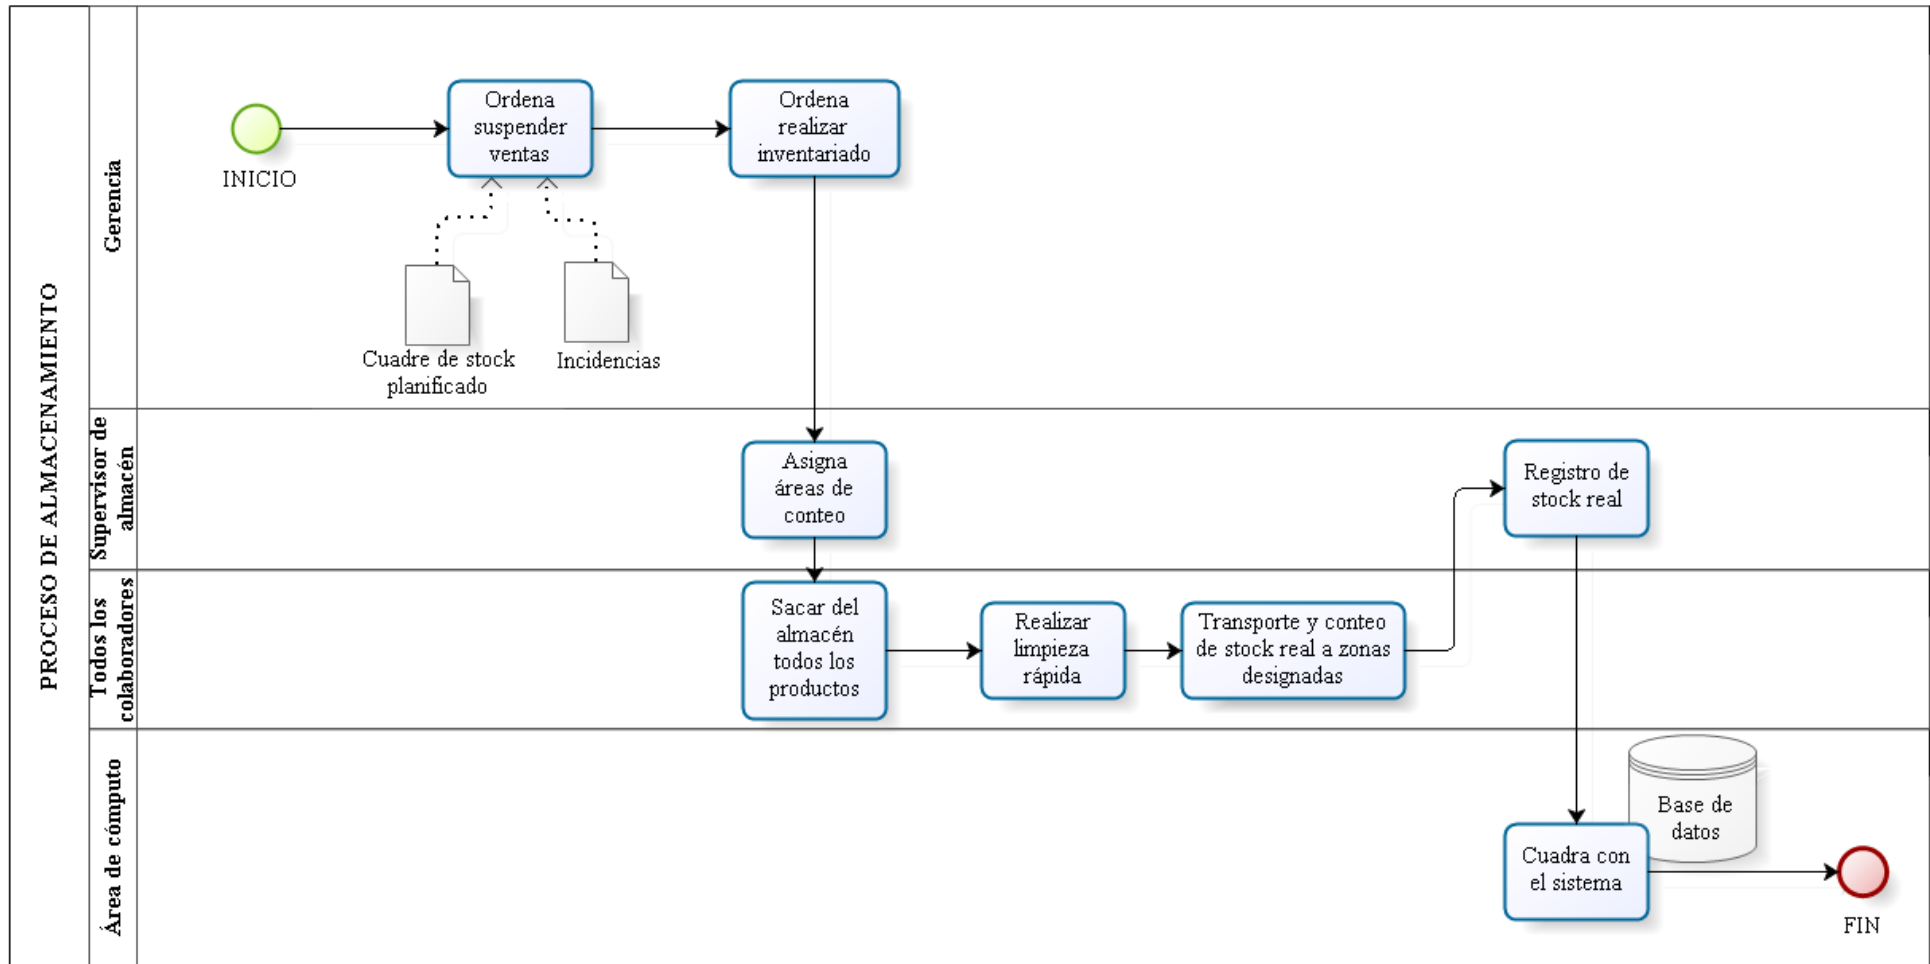 PROCESO DE ALMACENAMIENTO
Gerencia
INICIO
Ordena
suspender
ventas
Ordena
realizar
inventariado
Cuadre de stock
planificado
Incidencias
Supervisor de
almacén
Asigna
áreas de
conteo
Registro de
stock real
Todos los
colaboradores
Sacar del
almacén
todos los
productos
Realizar
limpieza
rápida
Transporte y conteo
de stock real a zonas
designadas
Área de cómputo
Base de
datos
Cuadra con
el sistema
FIN